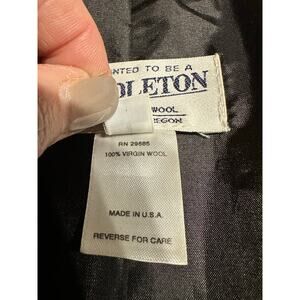 NTED TO BE A
DLETON
WOOL
EGON
RN 29685
100% VIRGIN WOOL
MADE IN U.S.A.
REVERSE FOR CARE